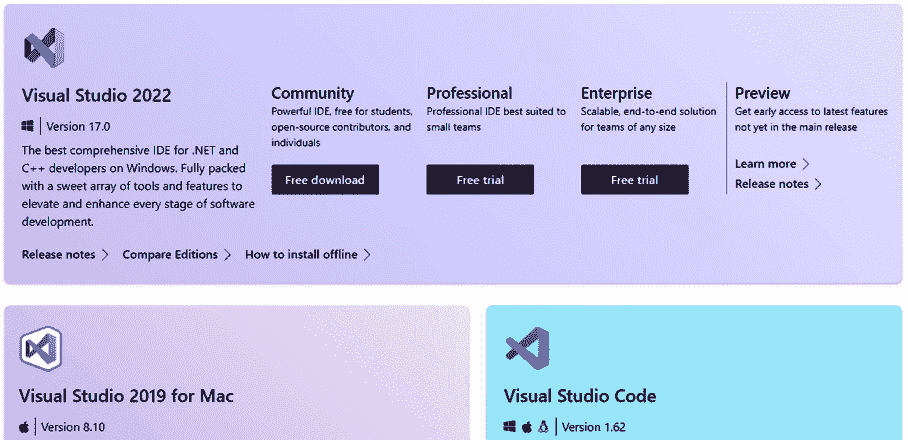 Visual Studio 2022
Version 17.0
The best comprehensive IDE for .NET and
C++ developers on Windows. Fully packed
with a sweet array of tools and features to
elevate and enhance every stage of software
development.
Community
Powerful IDE, free for students,
open-source contributors, and
individuals
Free download
Professional
Professional IDE best suited to
small teams
Free trial
Enterprise
Scalable, end-to-end solution
for teams of any size
Free trial
Preview
Get early access to latest features
not yet in the main release
Learn more
Release notes
Release notes
Compare Editions
How to install offline
Visual Studio 2019 for Mac
Version 8.10
Visual Studio Code
Version 1.62